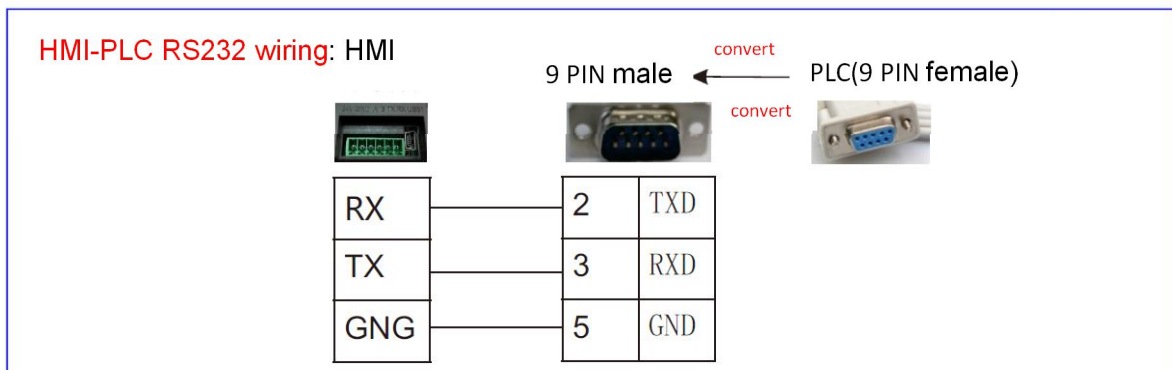 HMI-PLC RS232 wiring: HMI
convert
9 PIN male
PLC(9 PIN female)
convert
RX
2
TXD
TX
3
RXD
GNG
5
GND